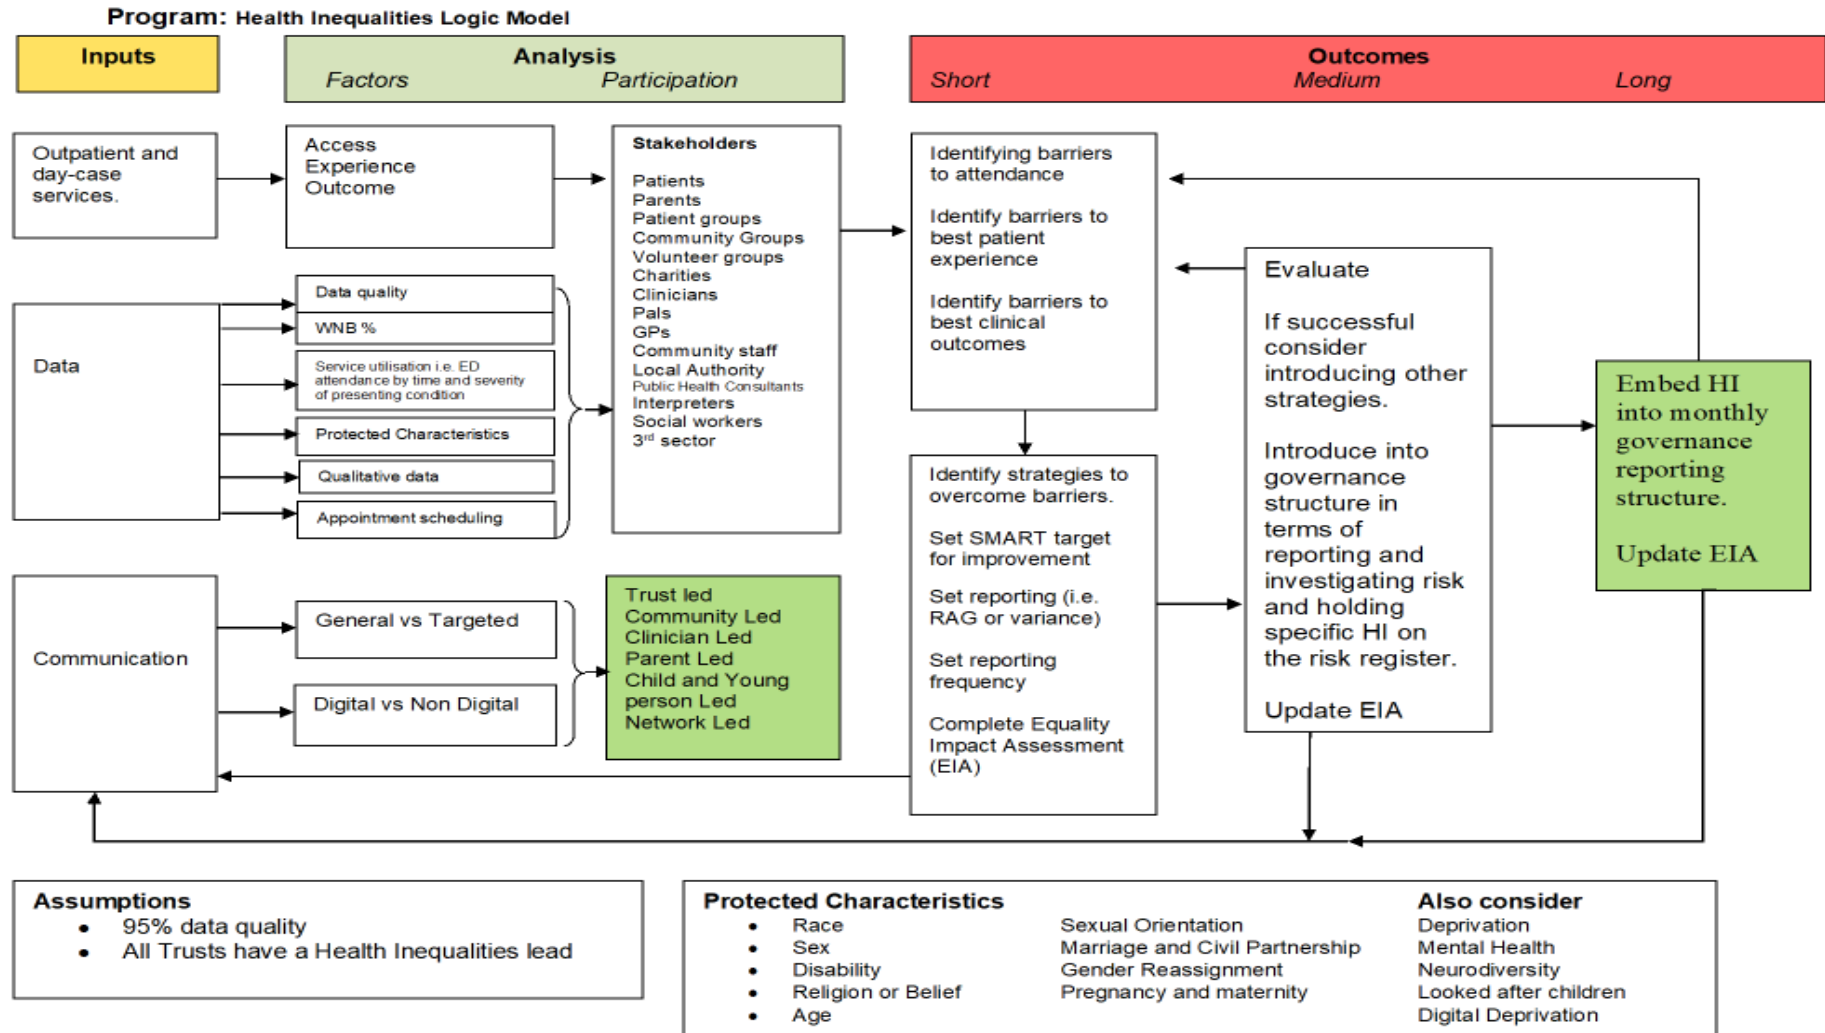 Program: Health Inequalities Logic Model
Inputs
Analysis
Factors
Participation
Outcomes
Short
Medium
Long
Outpatient and
day-case
services.
Access
Experience
Outcome
Stakeholders
Patients
Parents
Patient groups
Community Groups
Volunteer groups
Charities
Clinicians
Pals
GPs
Community staff
Local Authority
Public Health Consultants
Interpreters
Social workers
3rd sector
Data
Data quality
WNB %
Service utilisation i.e. ED
attendance by time and severity
of presenting condition
Protected Characteristics
Qualitative data
Appointment scheduling
Communication
General vs Targeted
Digital vs Non Digital
Trust led
Community Led
Clinician Led
Parent Led
Child and Young
person Led
Network Led
Identifying barriers
to attendance
Identify barriers to
best patient
experience
Identify barriers to
best clinical
outcomes
Identify strategies to
overcome barriers.
Set SMART target
for improvement
Set reporting (i.e.
RAG or variance)
Set reporting
frequency
Complete Equality
Impact Assessment
(EIA)
Evaluate
If successful
consider
introducing other
strategies.
Introduce into
governance
structure in
terms of
reporting and
investigating risk
and holding
specific HI on
the risk register.
Update EIA
Embed HI
into monthly
governance
reporting
structure.
Update EIA
Assumptions
• 95% data quality
• All Trusts have a Health Inequalities lead
Protected Characteristics
• Race
• Sex
• Disability
• Religion or Belief
• Age
Sexual Orientation
Marriage and Civil Partnership
Gender Reassignment
Pregnancy and maternity
Also consider
Deprivation
Mental Health
Neurodiversity
Looked after children
Digital Deprivation